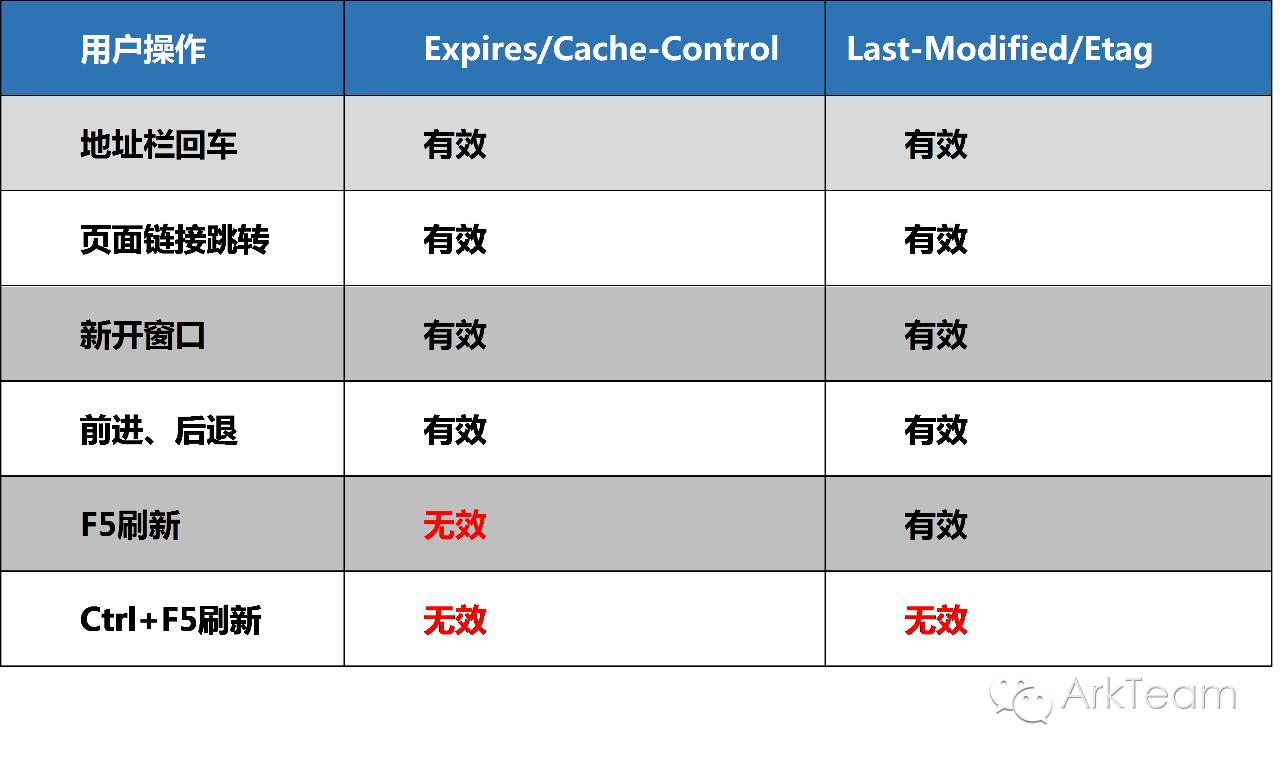 用户操作 Expires/Cache-Control Last-Modified/Etag
地址栏回车 有效 有效
页面链接跳转 有效 有效
新开窗口 有效 有效
前进、后退 有效 有效
F5刷新 无效 有效
Ctrl+F5刷新 无效 无效
ArkTeam